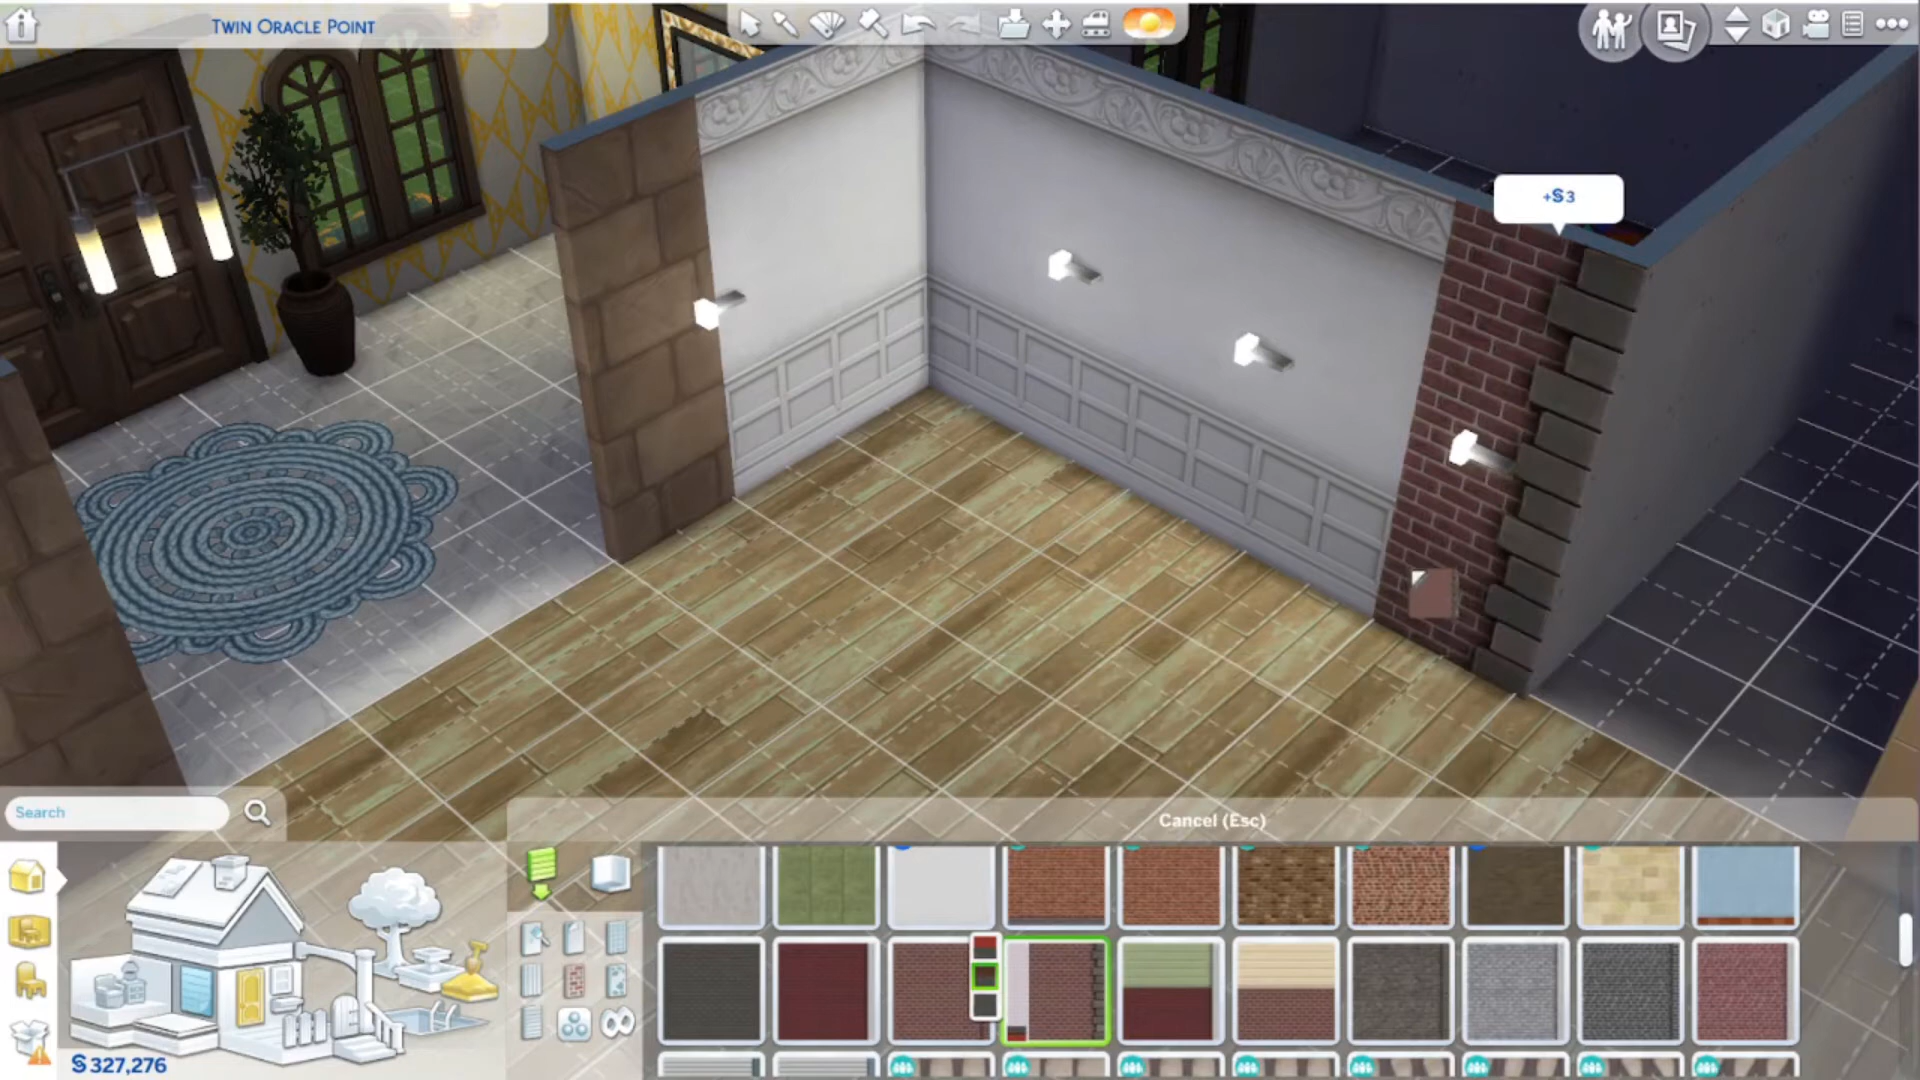 TWIN ORACLE POINT
+§3
Search
Cancel (Esc)
§327,276